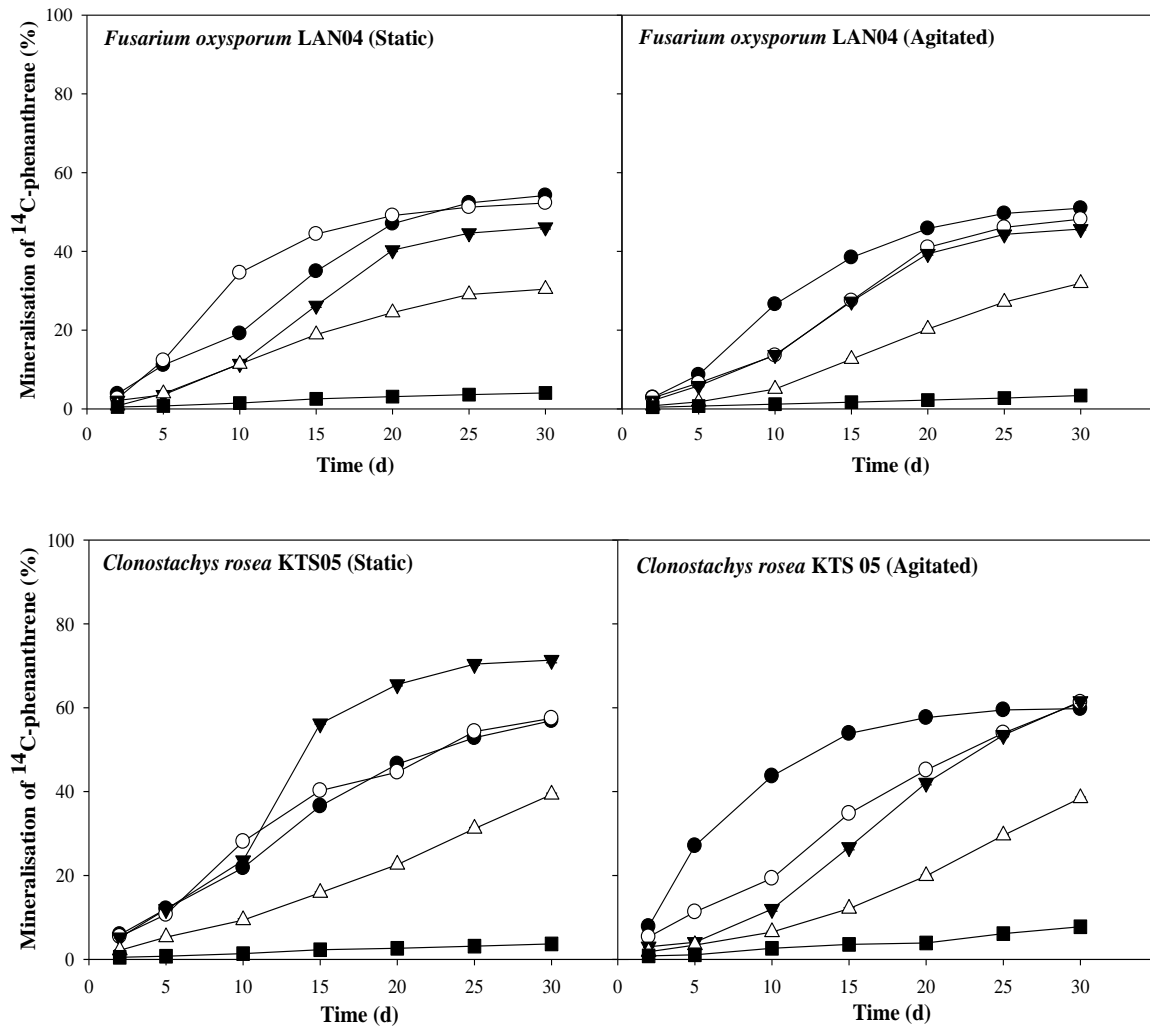 Fusarium oxysporum LAN04 (Static)
Fusarium oxysporum LAN04 (Agitated)
Mineralisation of ¹⁴C-phenanthrene (%)
100
80
60
40
20
0
0 5 10 15 20 25 30
0 5 10 15 20 25 30
Time (d)
Time (d)
Clonostachys rosea KTS05 (Static)
Clonostachys rosea KTS 05 (Agitated)
Mineralisation of ¹⁴C-phenanthrene (%)
100
80
60
40
20
0
0 5 10 15 20 25 30
0 5 10 15 20 25 30
Time (d)
Time (d)